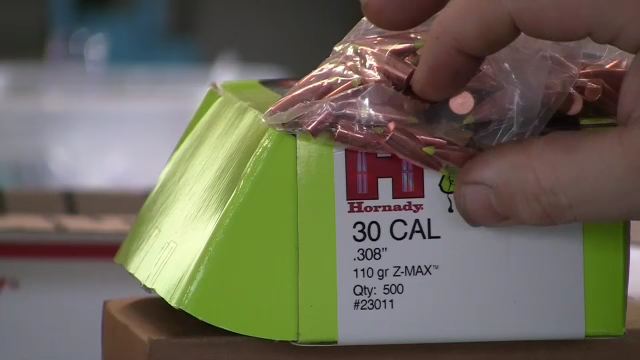 H
Hornady.
30 CAL
.308"
110 gr Z-MAX™
Qty: 500
#23011